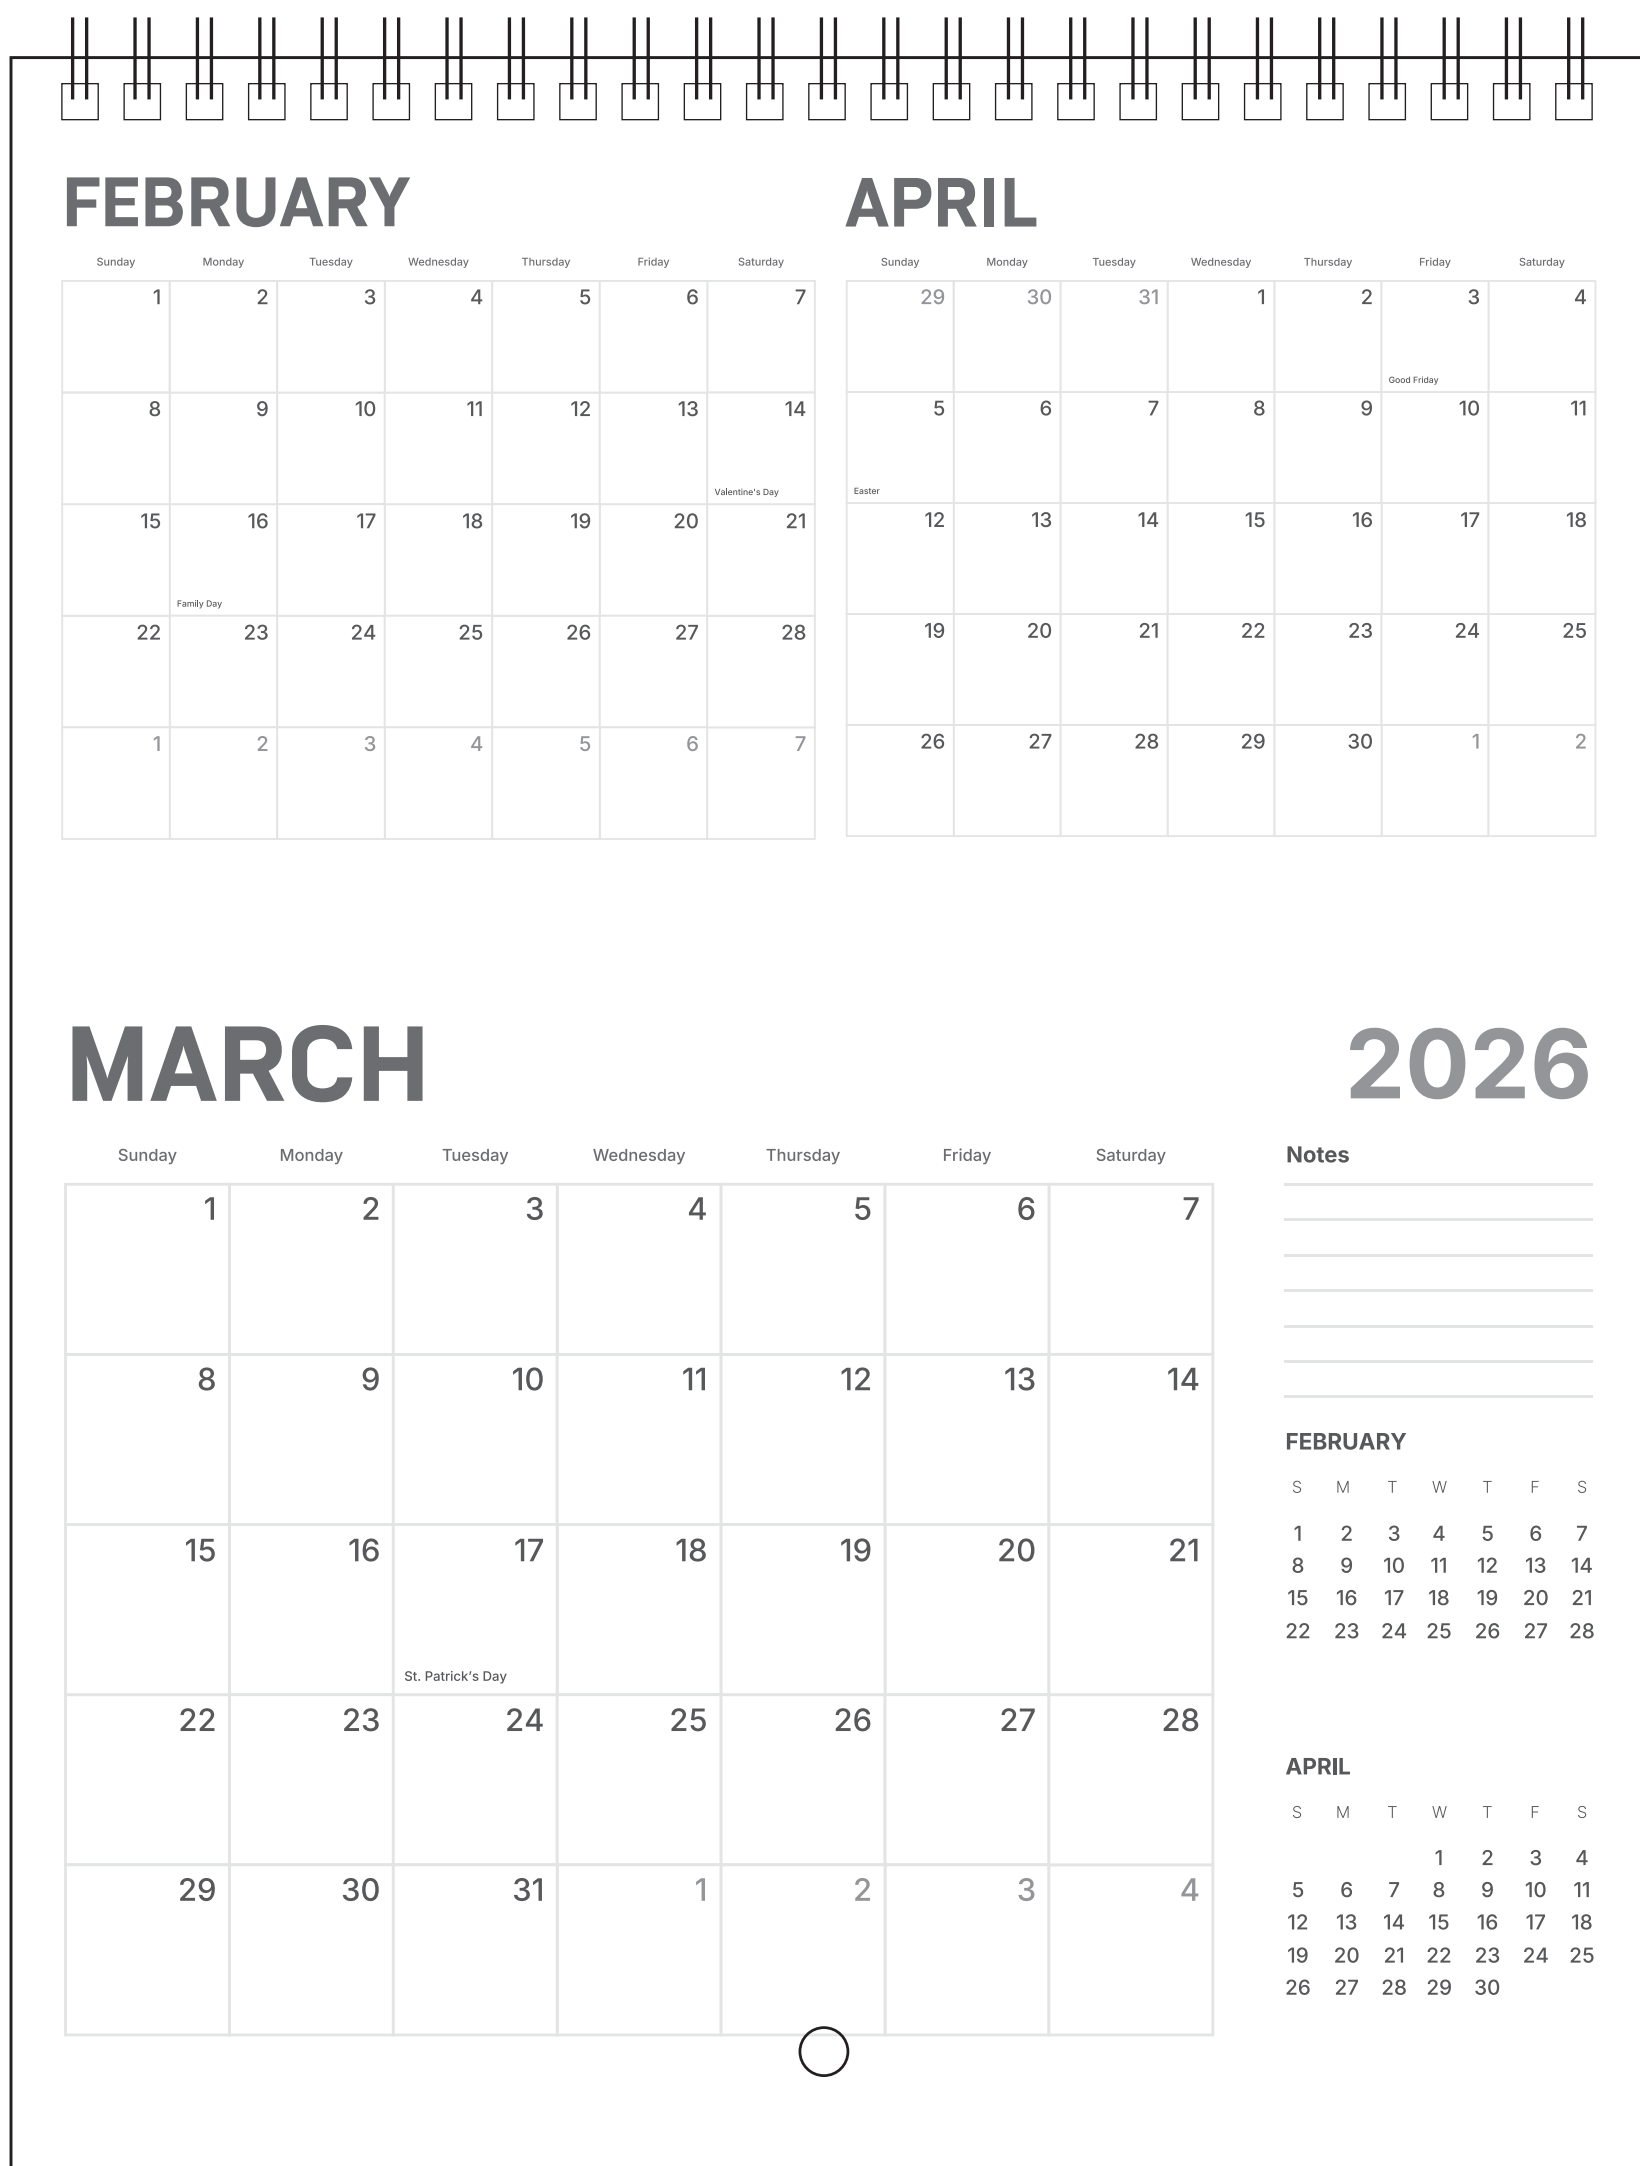 FEBRUARY
Sunday Monday Tuesday Wednesday Thursday Friday Saturday
1 2 3 4 5 6 7
8 9 10 11 12 13 14
Valentine's Day
15 16 17 18 19 20 21
Family Day
22 23 24 25 26 27 28
1 2 3 4 5 6 7
APRIL
Sunday Monday Tuesday Wednesday Thursday Friday Saturday
29 30 31 1 2 3 4
Good Friday
5 6 7 8 9 10 11
Easter
12 13 14 15 16 17 18
19 20 21 22 23 24 25
26 27 28 29 30 1 2
MARCH
2026
Sunday Monday Tuesday Wednesday Thursday Friday Saturday
1 2 3 4 5 6 7
8 9 10 11 12 13 14
15 16 17 18 19 20 21
St. Patrick's Day
22 23 24 25 26 27 28
29 30 31 1 2 3 4
Notes
FEBRUARY
S M T W T F S
1 2 3 4 5 6 7
8 9 10 11 12 13 14
15 16 17 18 19 20 21
22 23 24 25 26 27 28
APRIL
S M T W T F S
1 2 3 4
5 6 7 8 9 10 11
12 13 14 15 16 17 18
19 20 21 22 23 24 25
26 27 28 29 30